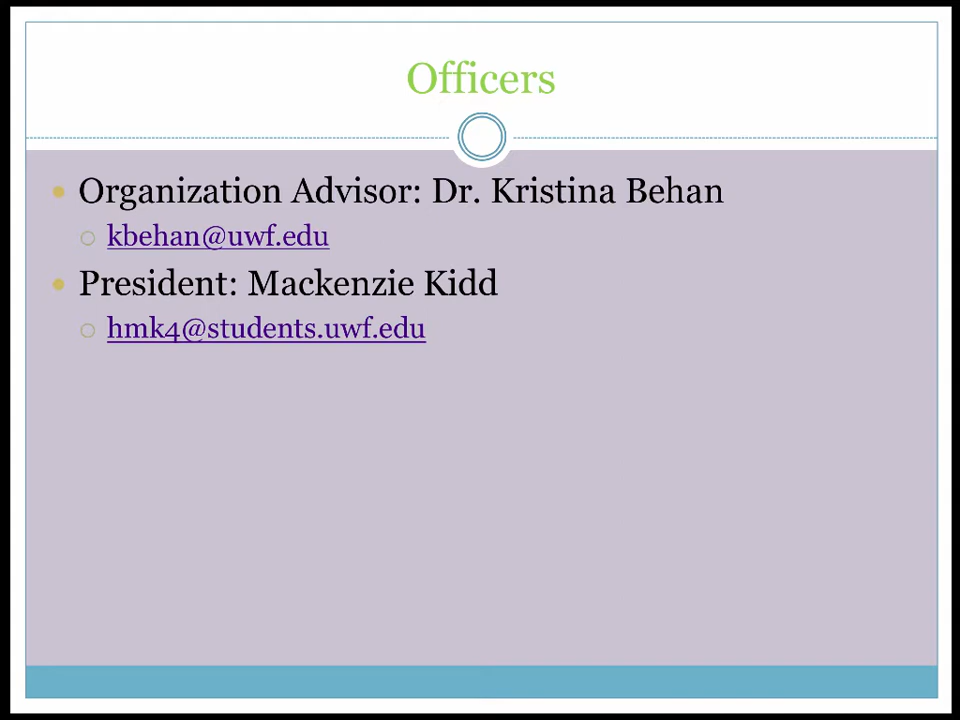 Officers
Organization Advisor: Dr. Kristina Behan
kbehan@uwf.edu
President: Mackenzie Kidd
hmk4@students.uwf.edu